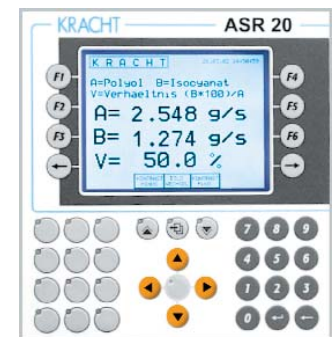 KRACHT ASR 20
KRACHT
A=Polyol B=Isocyanat
V=Verhaeltnis (B*100)/A
A= 2.548 g/s
B= 1.274 g/s
V= 50.0 %
F1
F2
F3
F4
F5
F6
7 8 9
4 5 6
1 2 3
0